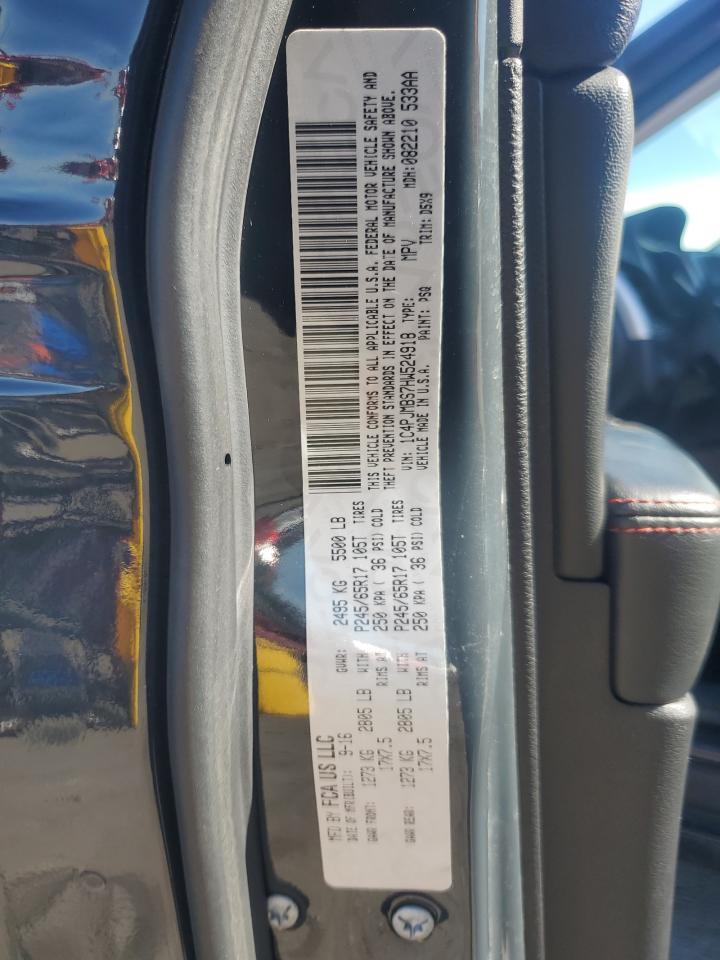 MFD BY FCA US LLC
DATE OF MFR(BUILT): 9-16 GVWR: 2495 KG 5500 LB
GAWR FRONT: 1273 KG 2805 LB WITH P245/65R17 105T TIRES
17X7.5 RIMS AT 250 KPA ( 36 PSI) COLD
GAWR REAR: 1273 KG 2805 LB WITH P245/65R17 105T TIRES
17X7.5 RIMS AT 250 KPA ( 36 PSI) COLD
THIS VEHICLE CONFORMS TO ALL APPLICABLE U.S.A. FEDERAL MOTOR VEHICLE SAFETY AND
THEFT PREVENTION STANDARDS IN EFFECT ON THE DATE OF MANUFACTURE SHOWN ABOVE.
VIN: 1C4PJMBS7HW524918 TYPE: MPV MDH: 082210 533AA
VEHICLE MADE IN U.S.A. PAINT: PSQ TRIM: D5X9